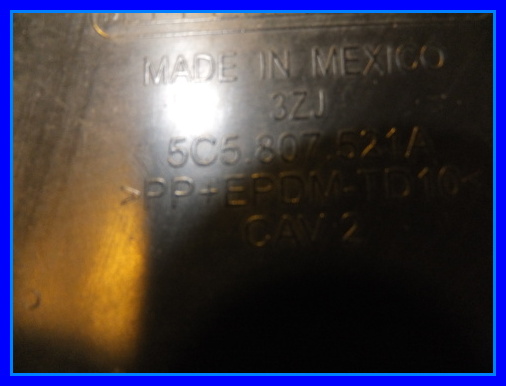 MADE IN MEXICO
3ZJ
5C5.807.521A
>PP+EPDM-TD10<
CAV 2